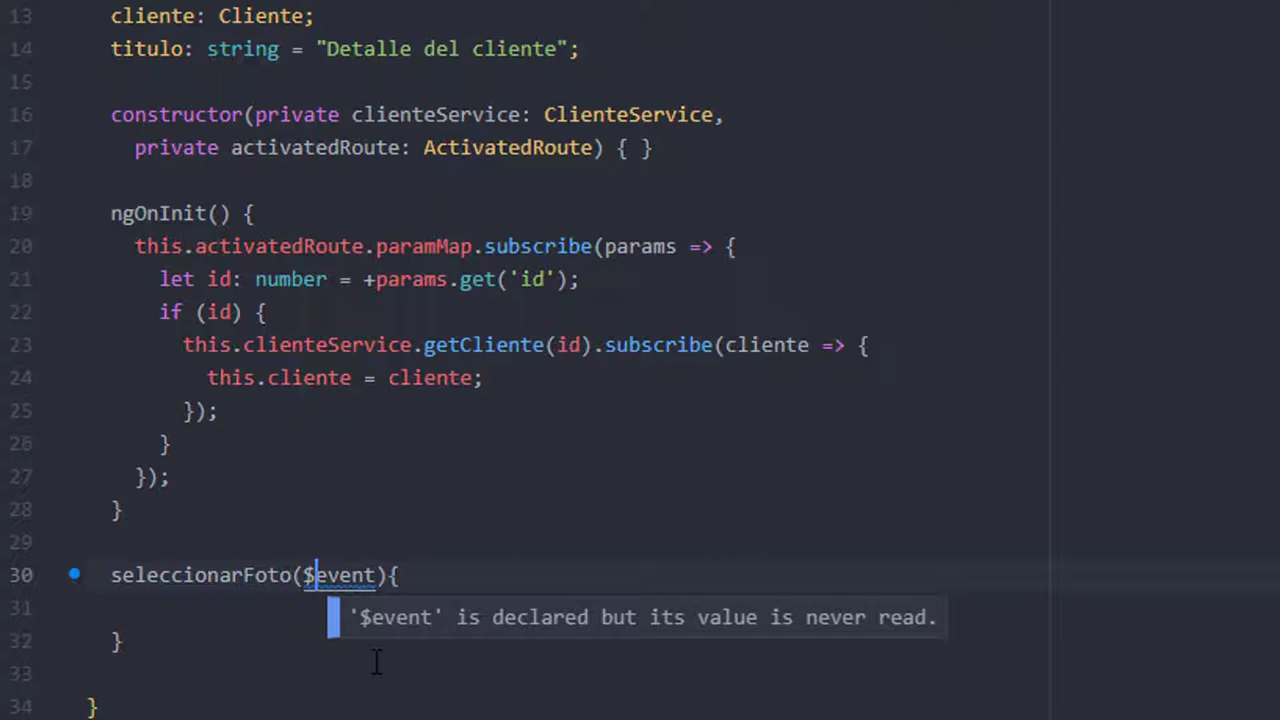 13 cliente: Cliente;
14 titulo: string = "Detalle del cliente";
15
16 constructor(private clienteService: ClienteService,
17 private activatedRoute: ActivatedRoute) { }
18
19 ngOnInit() {
20 this.activatedRoute.paramMap.subscribe(params => {
21 let id: number = +params.get('id');
22 if (id) {
23 this.clienteService.getCliente(id).subscribe(cliente => {
24 this.cliente = cliente;
25 });
26 }
27 });
28 }
29
30 seleccionarFoto($event){
31 '$event' is declared but its value is never read.
32 }
33
34 }